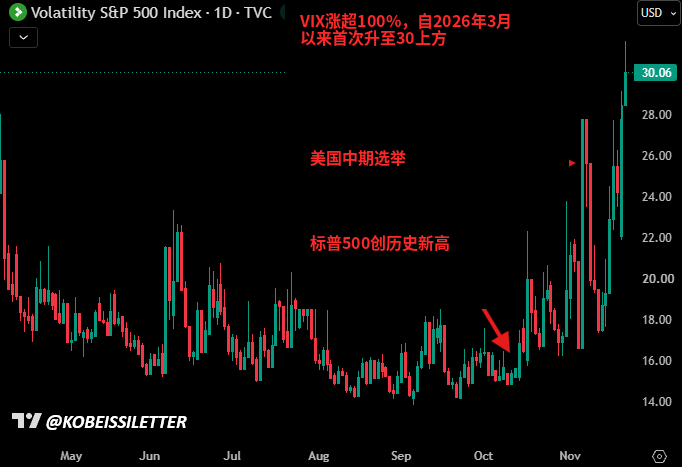 Volatility S&P 500 Index · 1D · TVC
USD
VIX涨超100%，自2026年3月
以来首次升至30上方
30.06
28.00
美国中期选举
26.00
24.00
标普500创历史新高
22.00
20.00
18.00
16.00
14.00
@KOBEISSILETTER
May Jun Jul Aug Sep Oct Nov